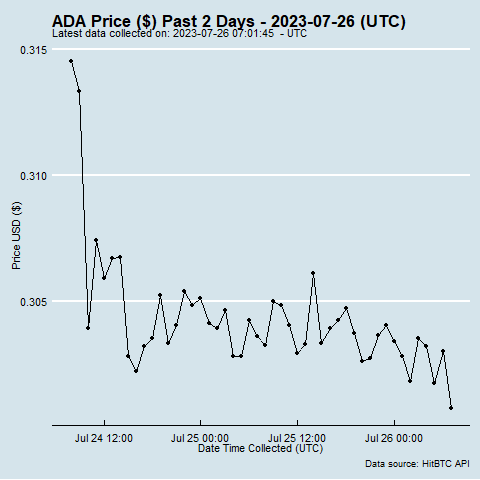 ADA Price ($) Past 2 Days - 2023-07-26 (UTC)
Latest data collected on: 2023-07-26 07:01:45  - UTC
0.315
0.310
0.305
Price USD ($)
Jul 24 12:00
Jul 25 00:00
Jul 25 12:00
Jul 26 00:00
Date Time Collected (UTC)
Data source: HitBTC API